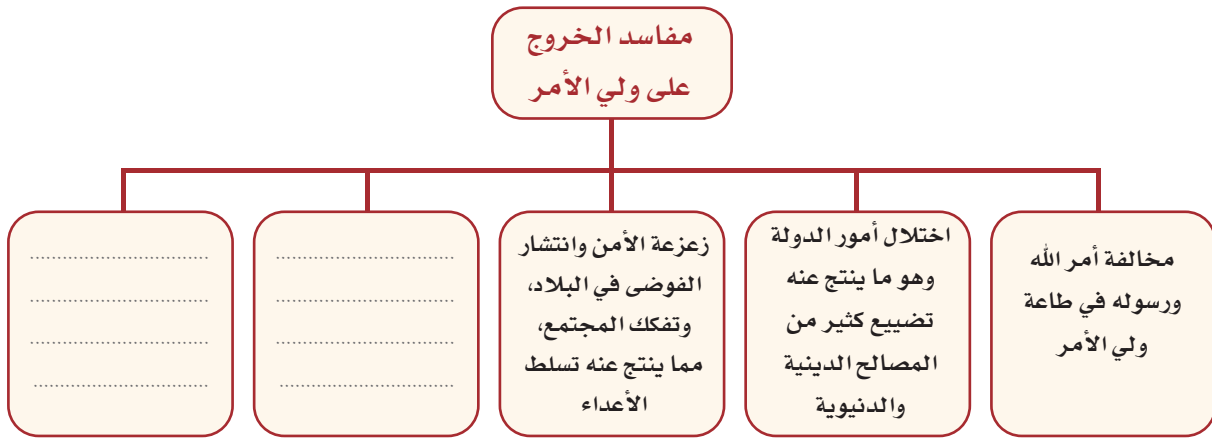 مفاسد الخروج
على ولي الأمر
مخالفة أمر الله
ورسوله في طاعة
ولي الأمر
اختلال أمور الدولة
وهو ما ينتج عنه
تضييع كثير من
المصالح الدينية
والدنيوية
زعزعة الأمن وانتشار
الفوضى في البلاد،
وتفكك المجتمع،
مما ينتج عنه تسلط
الأعداء